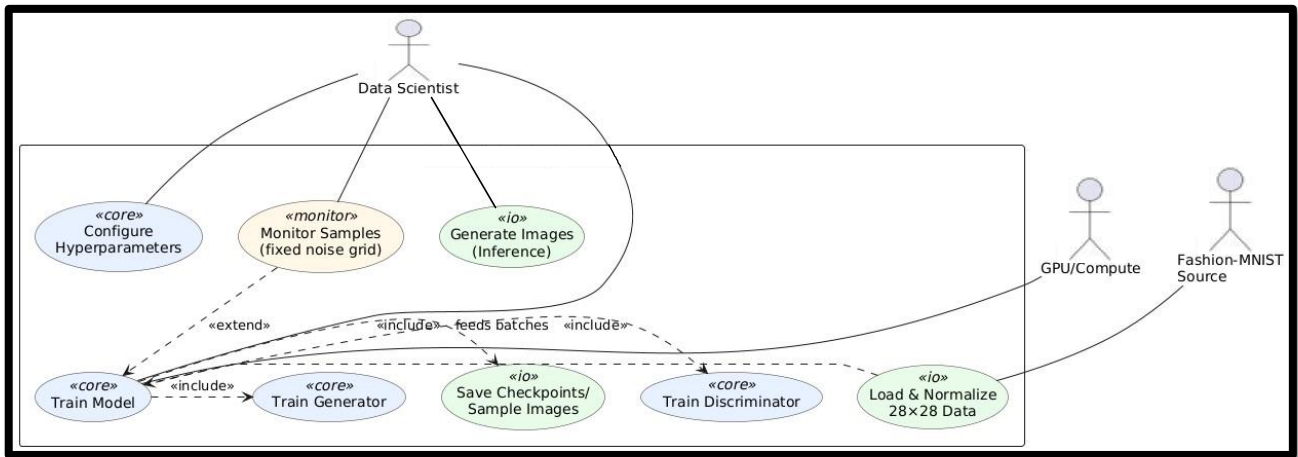 Data Scientist
«core»
Configure
Hyperparameters
«monitor»
Monitor Samples
(fixed noise grid)
«io»
Generate Images
(Inference)
GPU/Compute
Fashion-MNIST
Source
«extend»
«include»
feeds batches
«include»
«core»
Train Model
«include»
«core»
Train Generator
«io»
Save Checkpoints/
Sample Images
«core»
Train Discriminator
«io»
Load & Normalize
28×28 Data